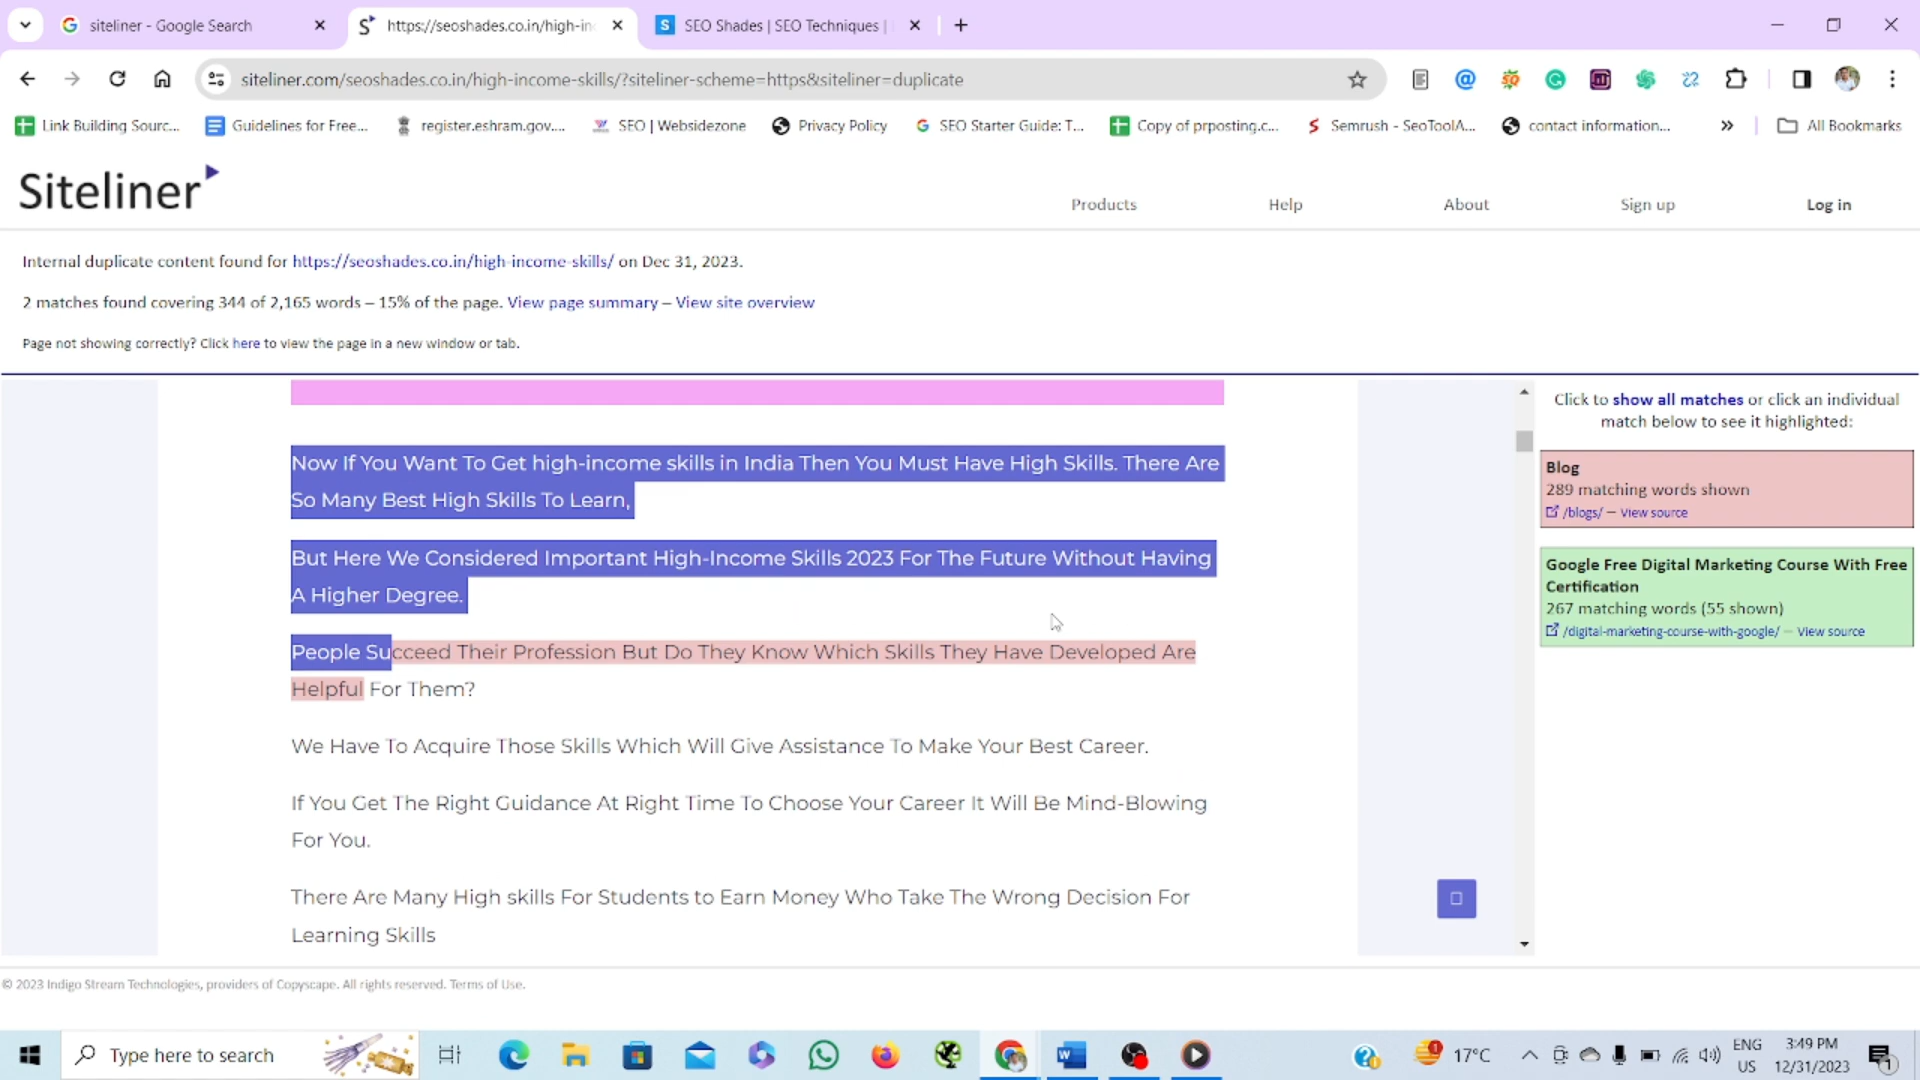 siteliner - Google Search
https://seoshades.co.in/high-in
SEO Shades | SEO Techniques |
siteliner.com/seoshades.co.in/high-income-skills/?siteliner-scheme=https&siteliner=duplicate
Link Building Sourc...
Guidelines for Free...
register.eshram.gov....
SEO | Websidezone
Privacy Policy
SEO Starter Guide: T...
Copy of prposting.c...
Semrush - SeoToolA...
contact information...
All Bookmarks
Siteliner
Products
Help
About
Sign up
Log in
Internal duplicate content found for https://seoshades.co.in/high-income-skills/ on Dec 31, 2023.
2 matches found covering 344 of 2,165 words – 15% of the page. View page summary – View site overview
Page not showing correctly? Click here to view the page in a new window or tab.
Now If You Want To Get high-income skills in India Then You Must Have High Skills. There Are
So Many Best High Skills To Learn,
But Here We Considered Important High-Income Skills 2023 For The Future Without Having
A Higher Degree.
People Succeed Their Profession But Do They Know Which Skills They Have Developed Are
Helpful For Them?
We Have To Acquire Those Skills Which Will Give Assistance To Make Your Best Career.
If You Get The Right Guidance At Right Time To Choose Your Career It Will Be Mind-Blowing
For You.
There Are Many High skills For Students to Earn Money Who Take The Wrong Decision For
Learning Skills
Click to show all matches or click an individual
match below to see it highlighted:
Blog
289 matching words shown
/blogs/ – View source
Google Free Digital Marketing Course With Free
Certification
267 matching words (55 shown)
/digital-marketing-course-with-google/ – View source
© 2023 Indigo Stream Technologies, providers of Copyscape. All rights reserved. Terms of Use.
Type here to search
17°C
ENG
US
3:49 PM
12/31/2023